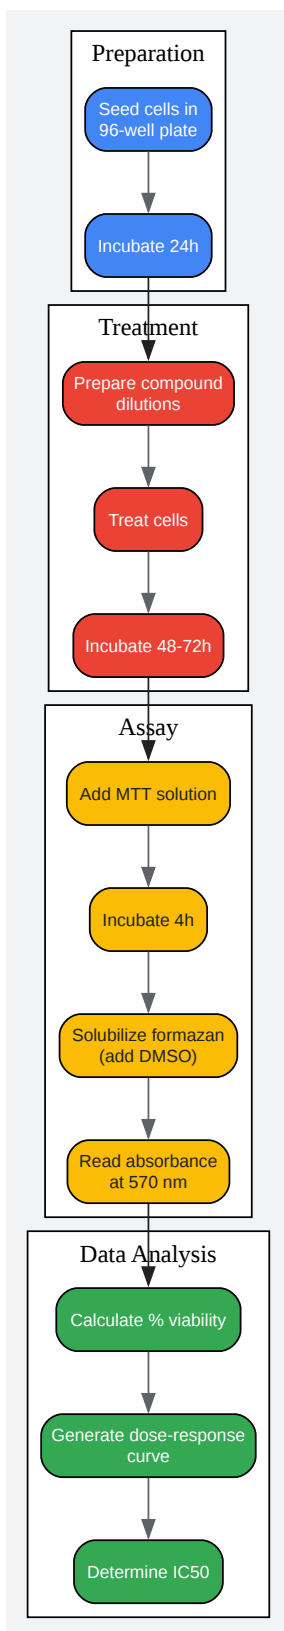 Preparation
Seed cells in
96-well plate
Incubate 24h
Treatment
Prepare compound
dilutions
Treat cells
Incubate 48-72h
Assay
Add MTT solution
Incubate 4h
Solubilize formazan
(add DMSO)
Read absorbance
at 570 nm
Data Analysis
Calculate % viability
Generate dose-response
curve
Determine IC50